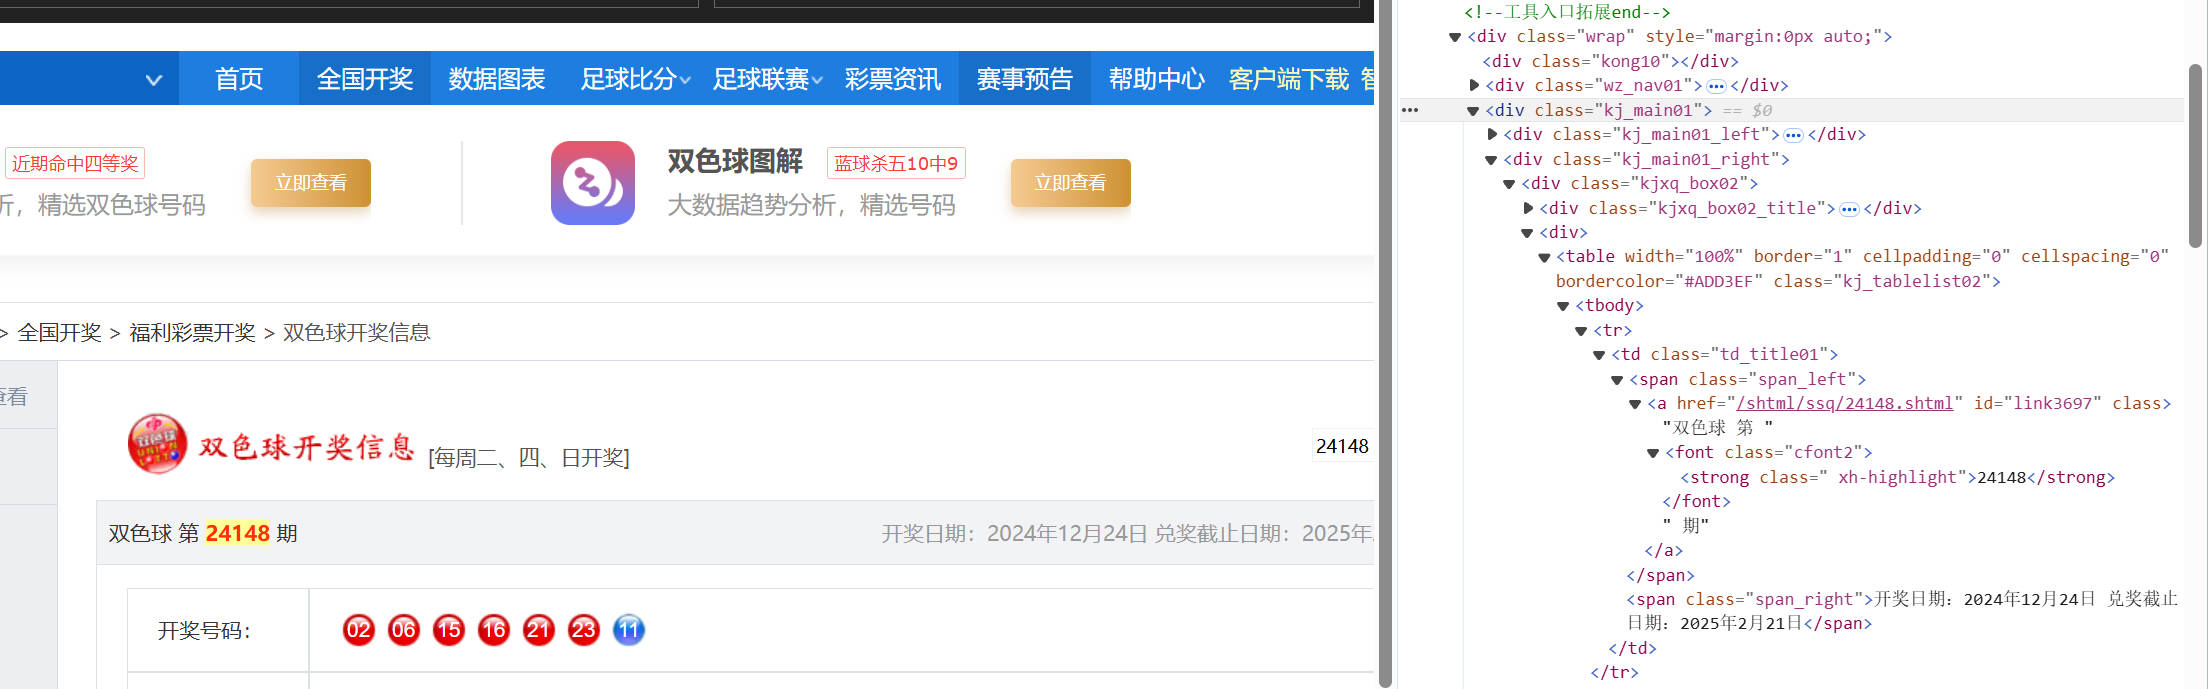 首页 全国开奖 数据图表 足球比分 足球联赛 彩票资讯 赛事预告 帮助中心 客户端下载
近期命中四等奖
析，精选双色球号码
立即查看
双色球图解 蓝球杀五10中9
大数据趋势分析，精选号码
立即查看
> 全国开奖 > 福利彩票开奖 > 双色球开奖信息
查看
双色球
双色球开奖信息 [每周二、四、日开奖]
24148
双色球 第 24148 期 开奖日期：2024年12月24日 兑奖截止日期：2025年
开奖号码： 02 06 15 16 21 23 11
<!--工具入口拓展end-->
<div class="wrap" style="margin:0px auto;">
<div class="kong10"></div>
<div class="wz_nav01">…</div>
<div class="kj_main01"> == $0
<div class="kj_main01_left">…</div>
<div class="kj_main01_right">
<div class="kjxq_box02">
<div class="kjxq_box02_title">…</div>
<div>
<table width="100%" border="1" cellpadding="0" cellspacing="0"
bordercolor="#ADD3EF" class="kj_tablelist02">
<tbody>
<tr>
<td class="td_title01">
<span class="span_left">
<a href="/shtml/ssq/24148.shtml" id="link3697" class>
"双色球 第 "
<font class="cfont2">
<strong class=" xh-highlight">24148</strong>
</font>
" 期"
</a>
</span>
<span class="span_right">开奖日期：2024年12月24日 兑奖截止
日期：2025年2月21日</span>
</td>
</tr>